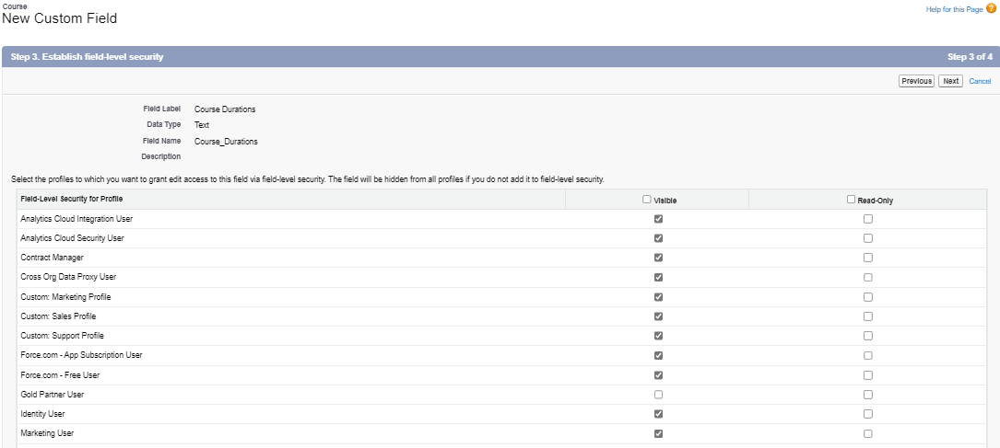 Course
New Custom Field
Help for this Page ?
Step 3. Establish field-level security Step 3 of 4
Previous Next Cancel
Field Label Course Durations
Data Type Text
Field Name Course_Durations
Description
Select the profiles to which you want to grant edit access to this field via field-level security. The field will be hidden from all profiles if you do not add it to field-level security.
Field-Level Security for Profile Visible Read-Only
Analytics Cloud Integration User
Analytics Cloud Security User
Contract Manager
Cross Org Data Proxy User
Custom: Marketing Profile
Custom: Sales Profile
Custom: Support Profile
Force.com - App Subscription User
Force.com - Free User
Gold Partner User
Identity User
Marketing User